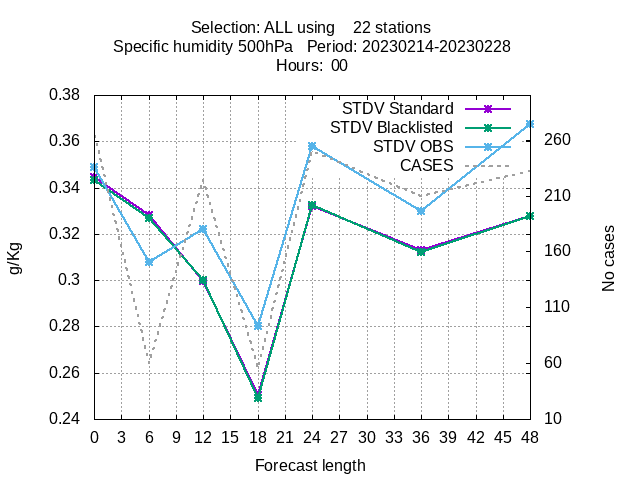 Selection: ALL using    22 stations
Specific humidity 500hPa   Period: 20230214-20230228
Hours:  00
g/Kg
0.38
0.36
0.34
0.32
0.3
0.28
0.26
0.24
STDV Standard
STDV Blacklisted
STDV OBS
CASES
260
210
160
110
60
10
No cases
0 3 6 9 12 15 18 21 24 27 30 33 36 39 42 45 48
Forecast length